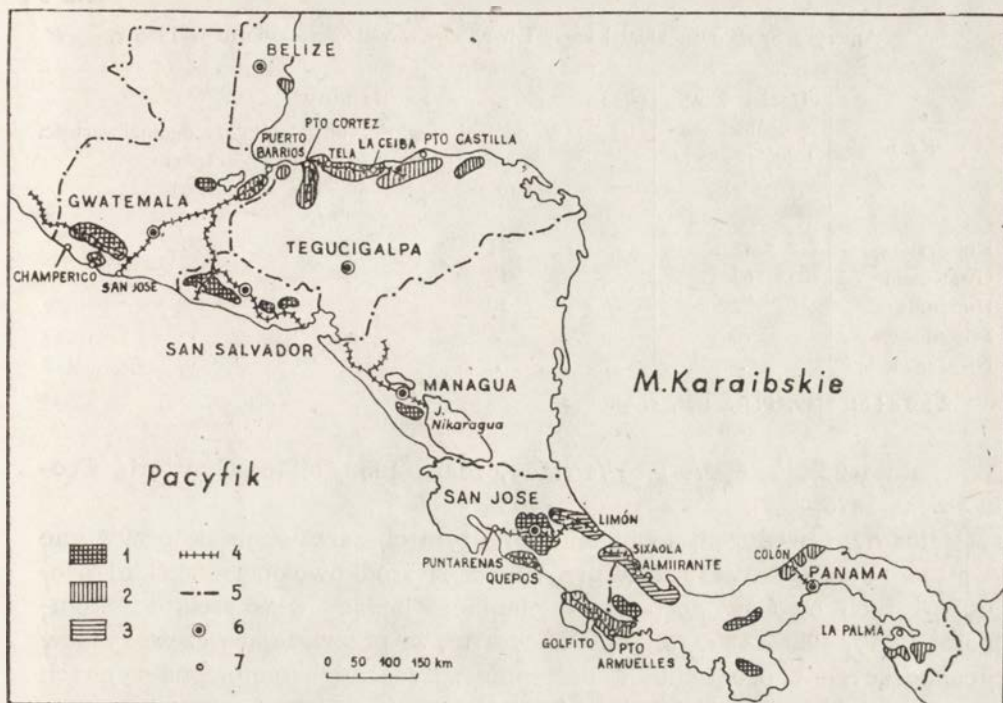 BELIZE
PTO CORTEZ
PUERTO
BARRIOS
TELA
LA CEIBA
PTO CASTILLA
GWATEMALA
TEGUCIGALPA
CHAMPERICO
SAN JOSÉ
SAN SALVADOR
MANAGUA
J.
Nikaragua
M.Karaibskie
Pacyfik
SAN JOSE
LIMÓN
PUNTARENAS
QUEPOS
SIXAOLA
ALMIIRANTE
COLÓN
PANAMA
LA PALMA
GOLFITO
PTO
ARMUELLES
1
2
3
4
5
6
7
0 50 100 150 km